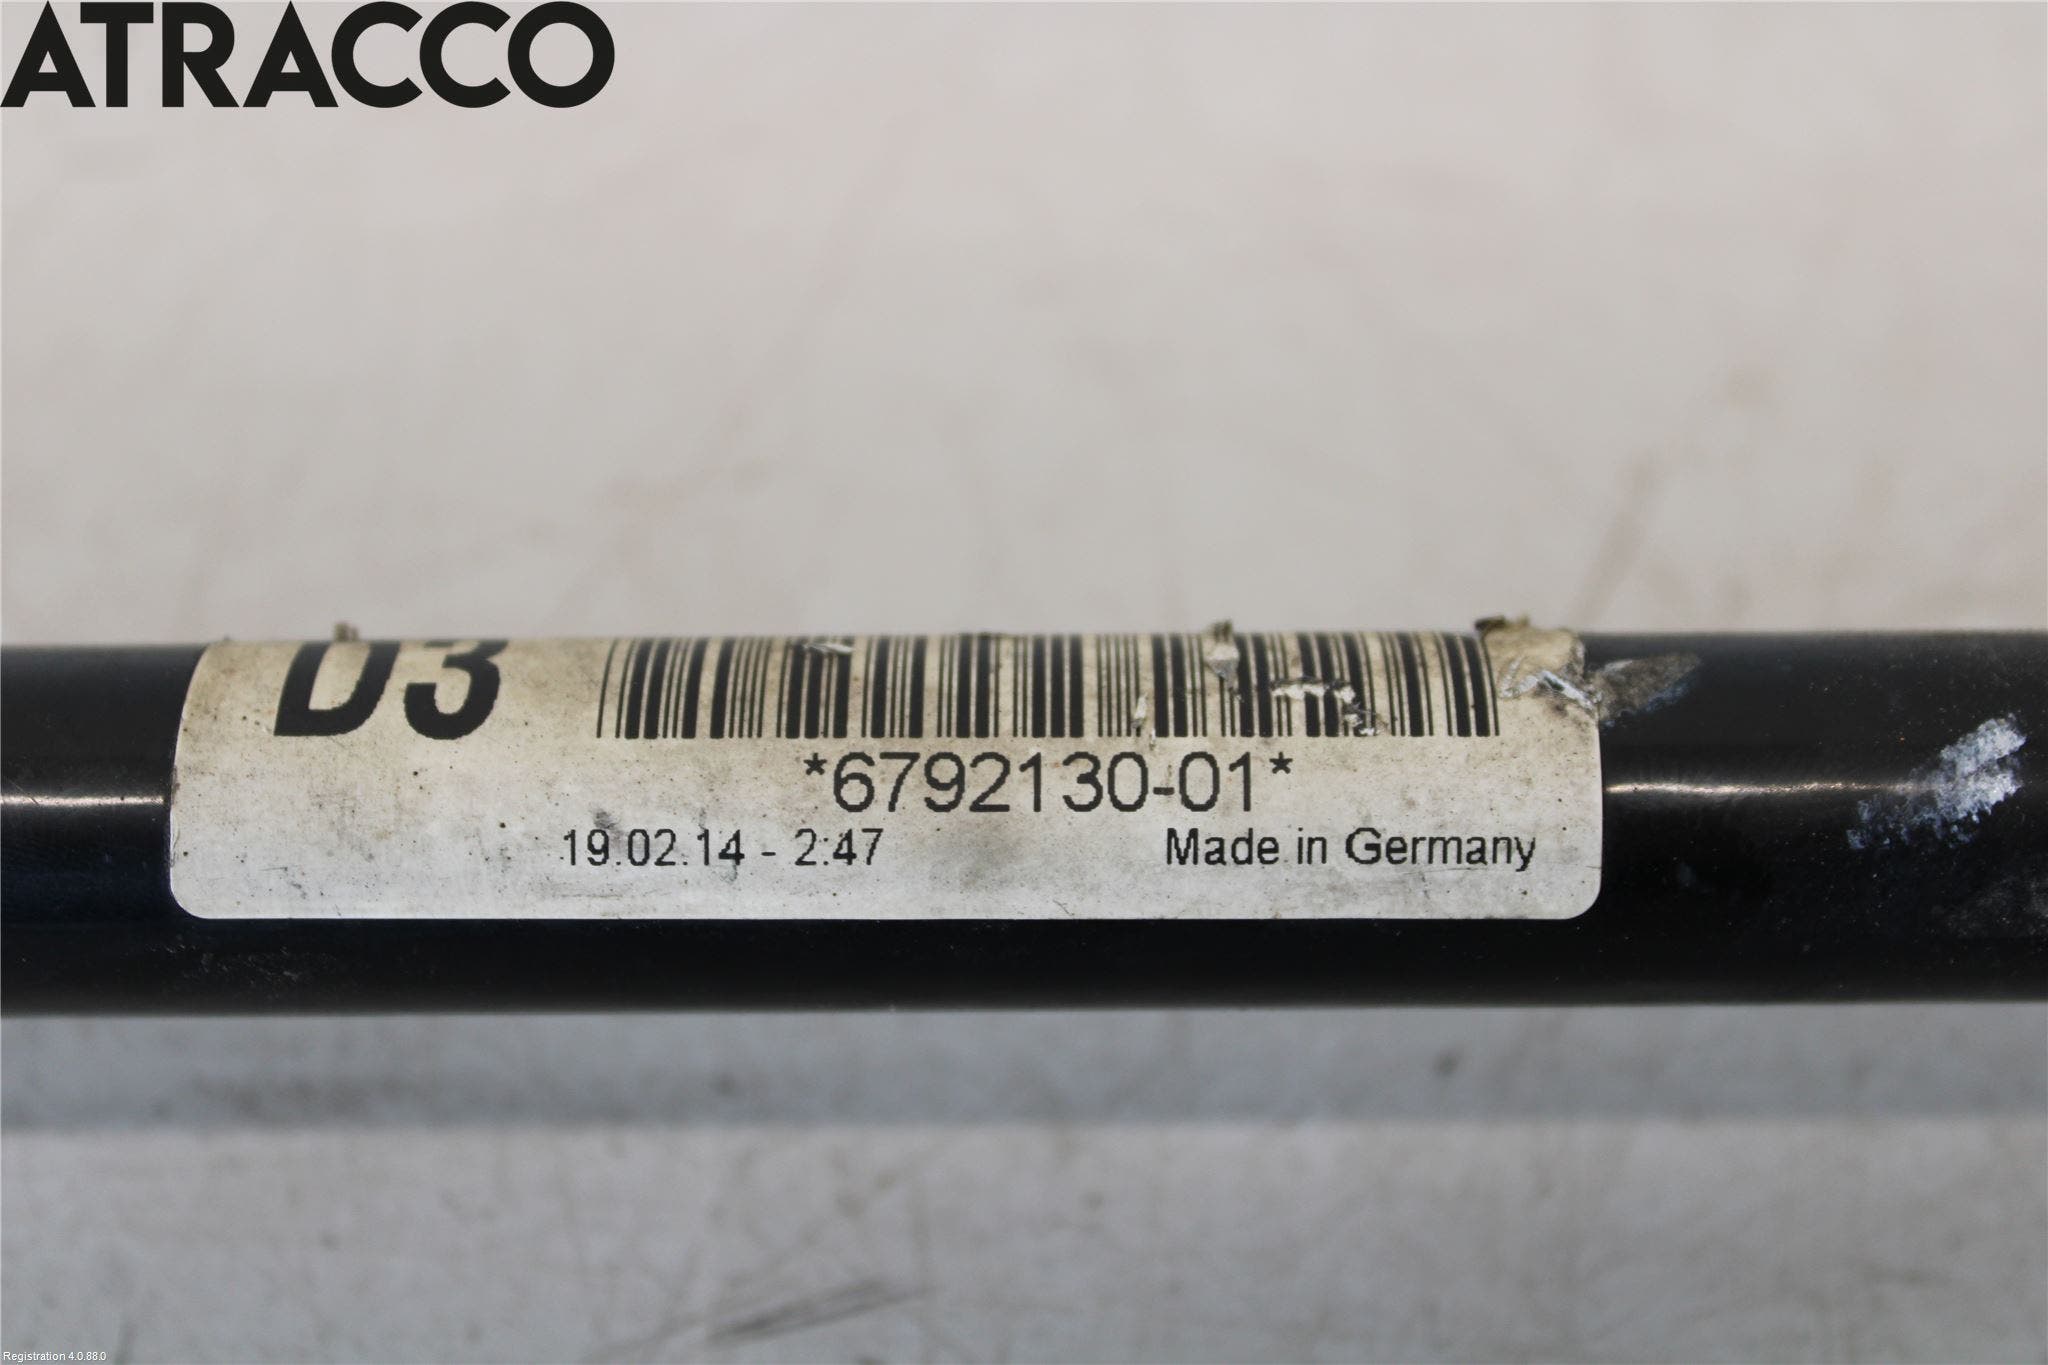 ATRACCO
D3
*6792130-01*
19.02.14 - 2:47 Made in Germany
Registration 4.0.88.0